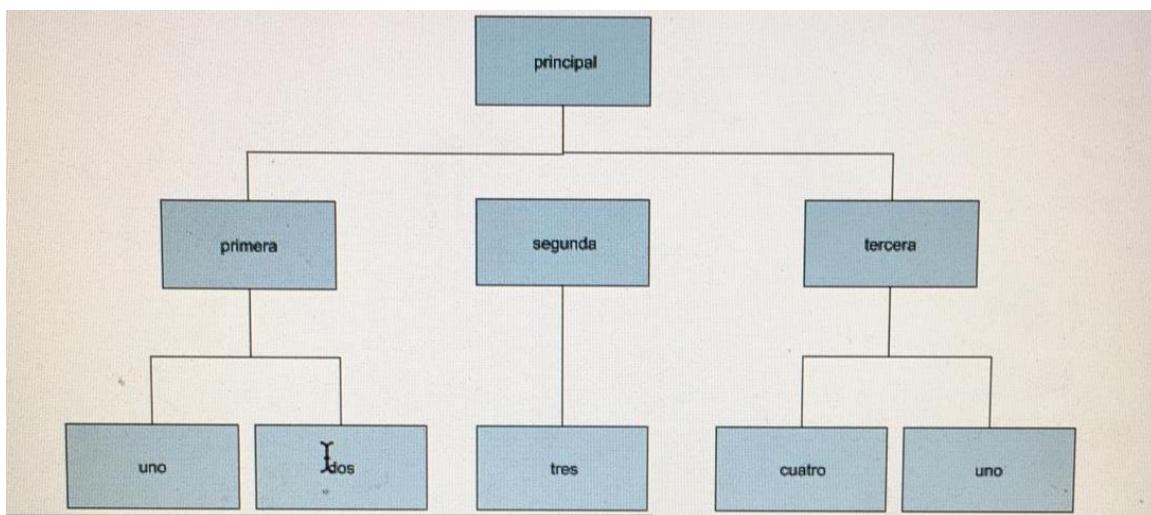 principal
primera
segunda
tercera
uno
dos
tres
cuatro
uno